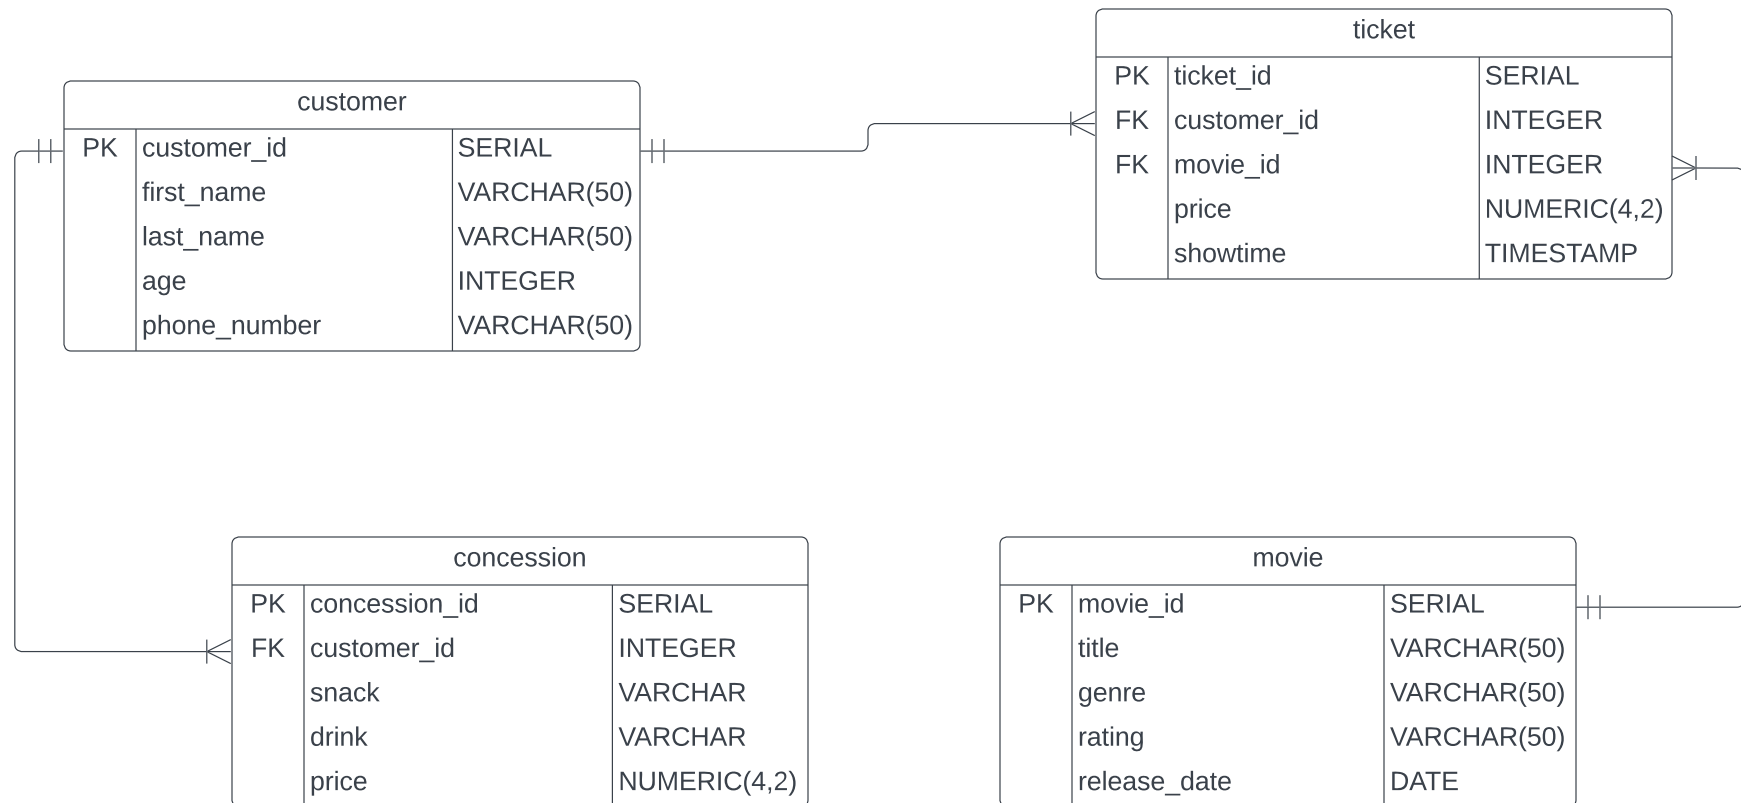 customer
PK customer_id SERIAL
first_name VARCHAR(50)
last_name VARCHAR(50)
age INTEGER
phone_number VARCHAR(50)
ticket
PK ticket_id SERIAL
FK customer_id INTEGER
FK movie_id INTEGER
price NUMERIC(4,2)
showtime TIMESTAMP
concession
PK concession_id SERIAL
FK customer_id INTEGER
snack VARCHAR
drink VARCHAR
price NUMERIC(4,2)
movie
PK movie_id SERIAL
title VARCHAR(50)
genre VARCHAR(50)
rating VARCHAR(50)
release_date DATE